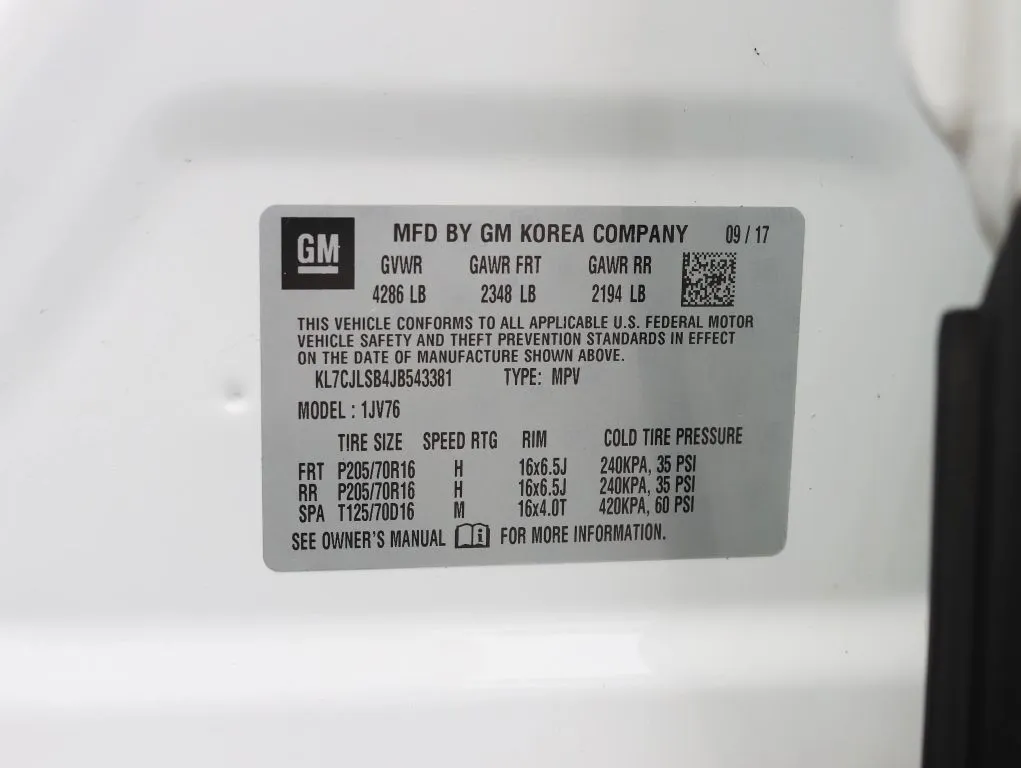 GM
MFD BY GM KOREA COMPANY 09 / 17
GVWR GAWR FRT GAWR RR
4286 LB 2348 LB 2194 LB
THIS VEHICLE CONFORMS TO ALL APPLICABLE U.S. FEDERAL MOTOR
VEHICLE SAFETY AND THEFT PREVENTION STANDARDS IN EFFECT
ON THE DATE OF MANUFACTURE SHOWN ABOVE.
KL7CJLSB4JB543381 TYPE: MPV
MODEL : 1JV76
TIRE SIZE SPEED RTG RIM COLD TIRE PRESSURE
FRT P205/70R16 H 16x6.5J 240KPA, 35 PSI
RR P205/70R16 H 16x6.5J 240KPA, 35 PSI
SPA T125/70D16 M 16x4.0T 420KPA, 60 PSI
SEE OWNER'S MANUAL i FOR MORE INFORMATION.